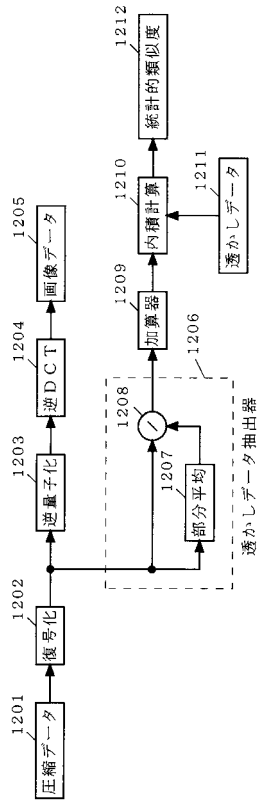 1201
圧縮データ
1202
復号化
1203
逆量子化
1204
逆DCT
1205
画像データ
1206
1207
部分平均
1208
/
透かしデータ抽出器
1209
加算器
1210
内積計算
1211
透かしデータ
1212
統計的類似度